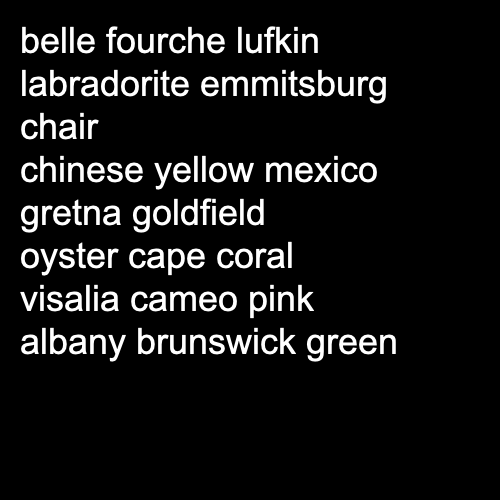 belle fourche lufkin
labradorite emmitsburg
chair
chinese yellow mexico
gretna goldfield
oyster cape coral
visalia cameo pink
albany brunswick green